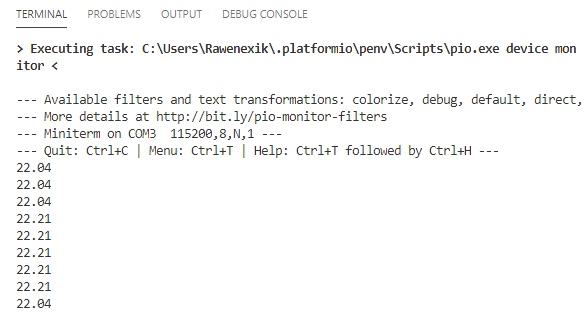 TERMINAL PROBLEMS OUTPUT DEBUG CONSOLE
> Executing task: C:\Users\Rawenexik\.platformio\penv\Scripts\pio.exe device mon
itor <
--- Available filters and text transformations: colorize, debug, default, direct,
--- More details at http://bit.ly/pio-monitor-filters
--- Miniterm on COM3  115200,8,N,1 ---
--- Quit: Ctrl+C | Menu: Ctrl+T | Help: Ctrl+T followed by Ctrl+H ---
22.04
22.04
22.04
22.21
22.21
22.21
22.21
22.21
22.04